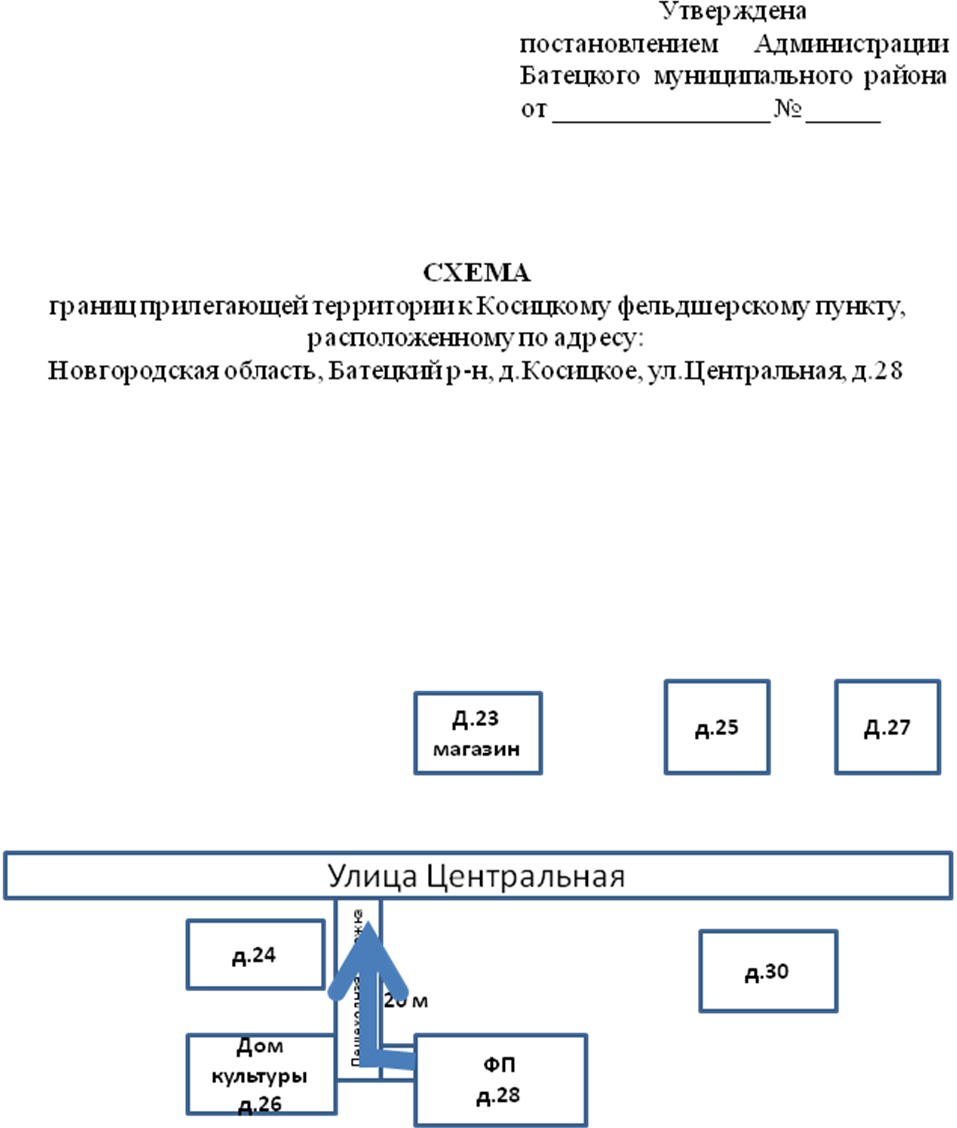 Утверждена
постановлением Администрации
Батецкого муниципального района
от _________________ № ______
СХЕМА
границ прилегающей территории к Косицкому фельдшерскому пункту,
расположенному по адресу:
Новгородская область, Батецкий р-н, д.Косицкое, ул.Центральная, д.28
Д.23
магазин
д.25
Д.27
Улица Центральная
д.24
20 м
д.30
Дом
культуры
д.26
ФП
д.28